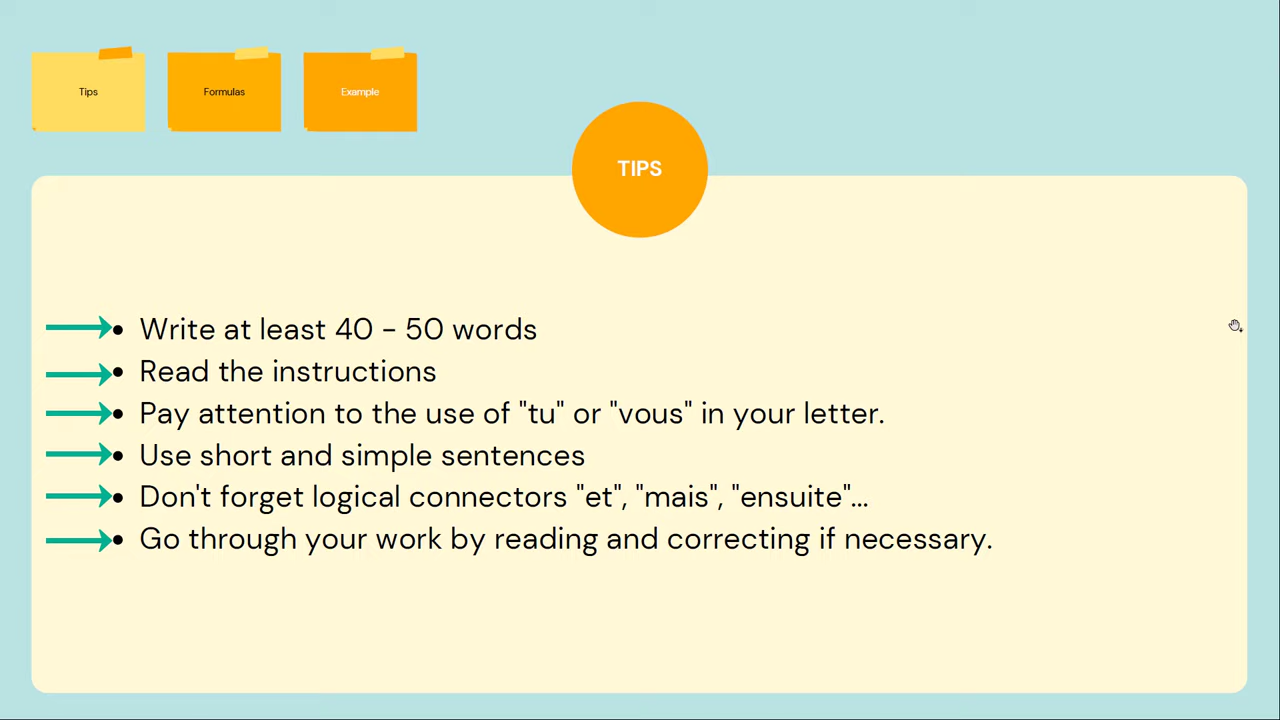 Tips
Formulas
Example
TIPS
• Write at least 40 - 50 words
• Read the instructions
• Pay attention to the use of "tu" or "vous" in your letter.
• Use short and simple sentences
• Don't forget logical connectors "et", "mais", "ensuite"...
• Go through your work by reading and correcting if necessary.